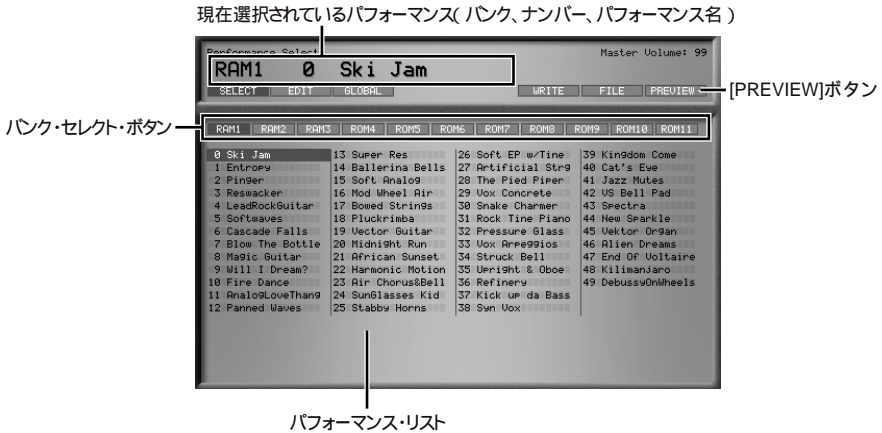 現在選択されているパフォーマンス( バンク、ナンバー、パフォーマンス名 )
Performance Select
Master Volume: 99
RAM1 0 Ski Jam
SELECT EDIT GLOBAL WRITE FILE PREVIEW
[PREVIEW]ボタン
バンク・セレクト・ボタン
RAM1 RAM2 RAM3 ROM4 ROM5 ROM6 ROM7 ROM8 ROM9 ROM10 ROM11
0 Ski Jam
1 Entropy
2 Pinger
3 Reswacker
4 LeadRockGuitar
5 Softwaves
6 Cascade Falls
7 Blow The Bottle
8 Magic Guitar
9 Will I Dream?
10 Fire Dance
11 AnalogLoveThang
12 Panned Waves
13 Super Res
14 Ballerina Bells
15 Soft Analog
16 Mod Wheel Air
17 Bowed Strings
18 Pluckrimba
19 Vector Guitar
20 Midnight Run
21 African Sunset
22 Harmonic Motion
23 Air Chorus&Bell
24 SunGlasses Kid
25 Stabby Horns
26 Soft EP w/Tine
27 Artificial Strg
28 The Pied Piper
29 Vox Concrete
30 Snake Charmer
31 Rock Tine Piano
32 Pressure Glass
33 Vox Arpeggios
34 Struck Bell
35 Upright & Oboe
36 Refinery
37 Kick up da Bass
38 Syn Vox
39 Kingdom Come
40 Cat's Eye
41 Jazz Mutes
42 VS Bell Pad
43 Spectra
44 New Sparkle
45 Vektor Organ
46 Alien Dreams
47 End Of Voltaire
48 Kilimanjaro
49 DebussyOnWheels
パフォーマンス・リスト